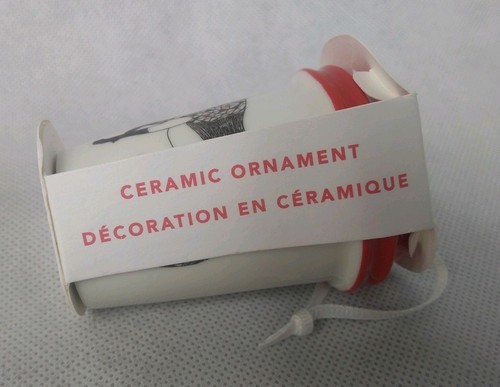 CERAMIC ORNAMENT
DÉCORATION EN CÉRAMIQUE